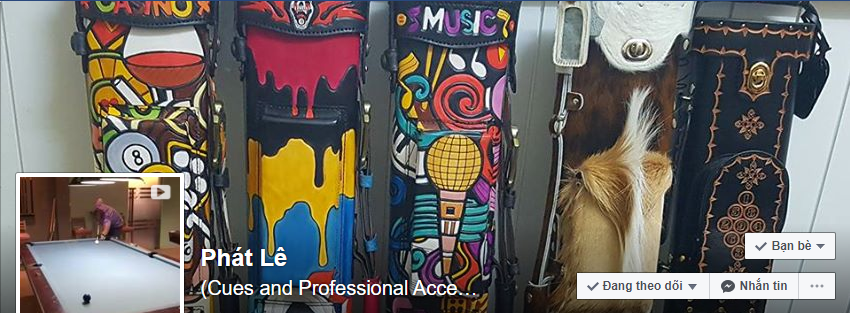 CASINO
MUSIC
8
Phát Lê
(Cues and Professional Acce...
Bạn bè
Đang theo dõi
Nhắn tin